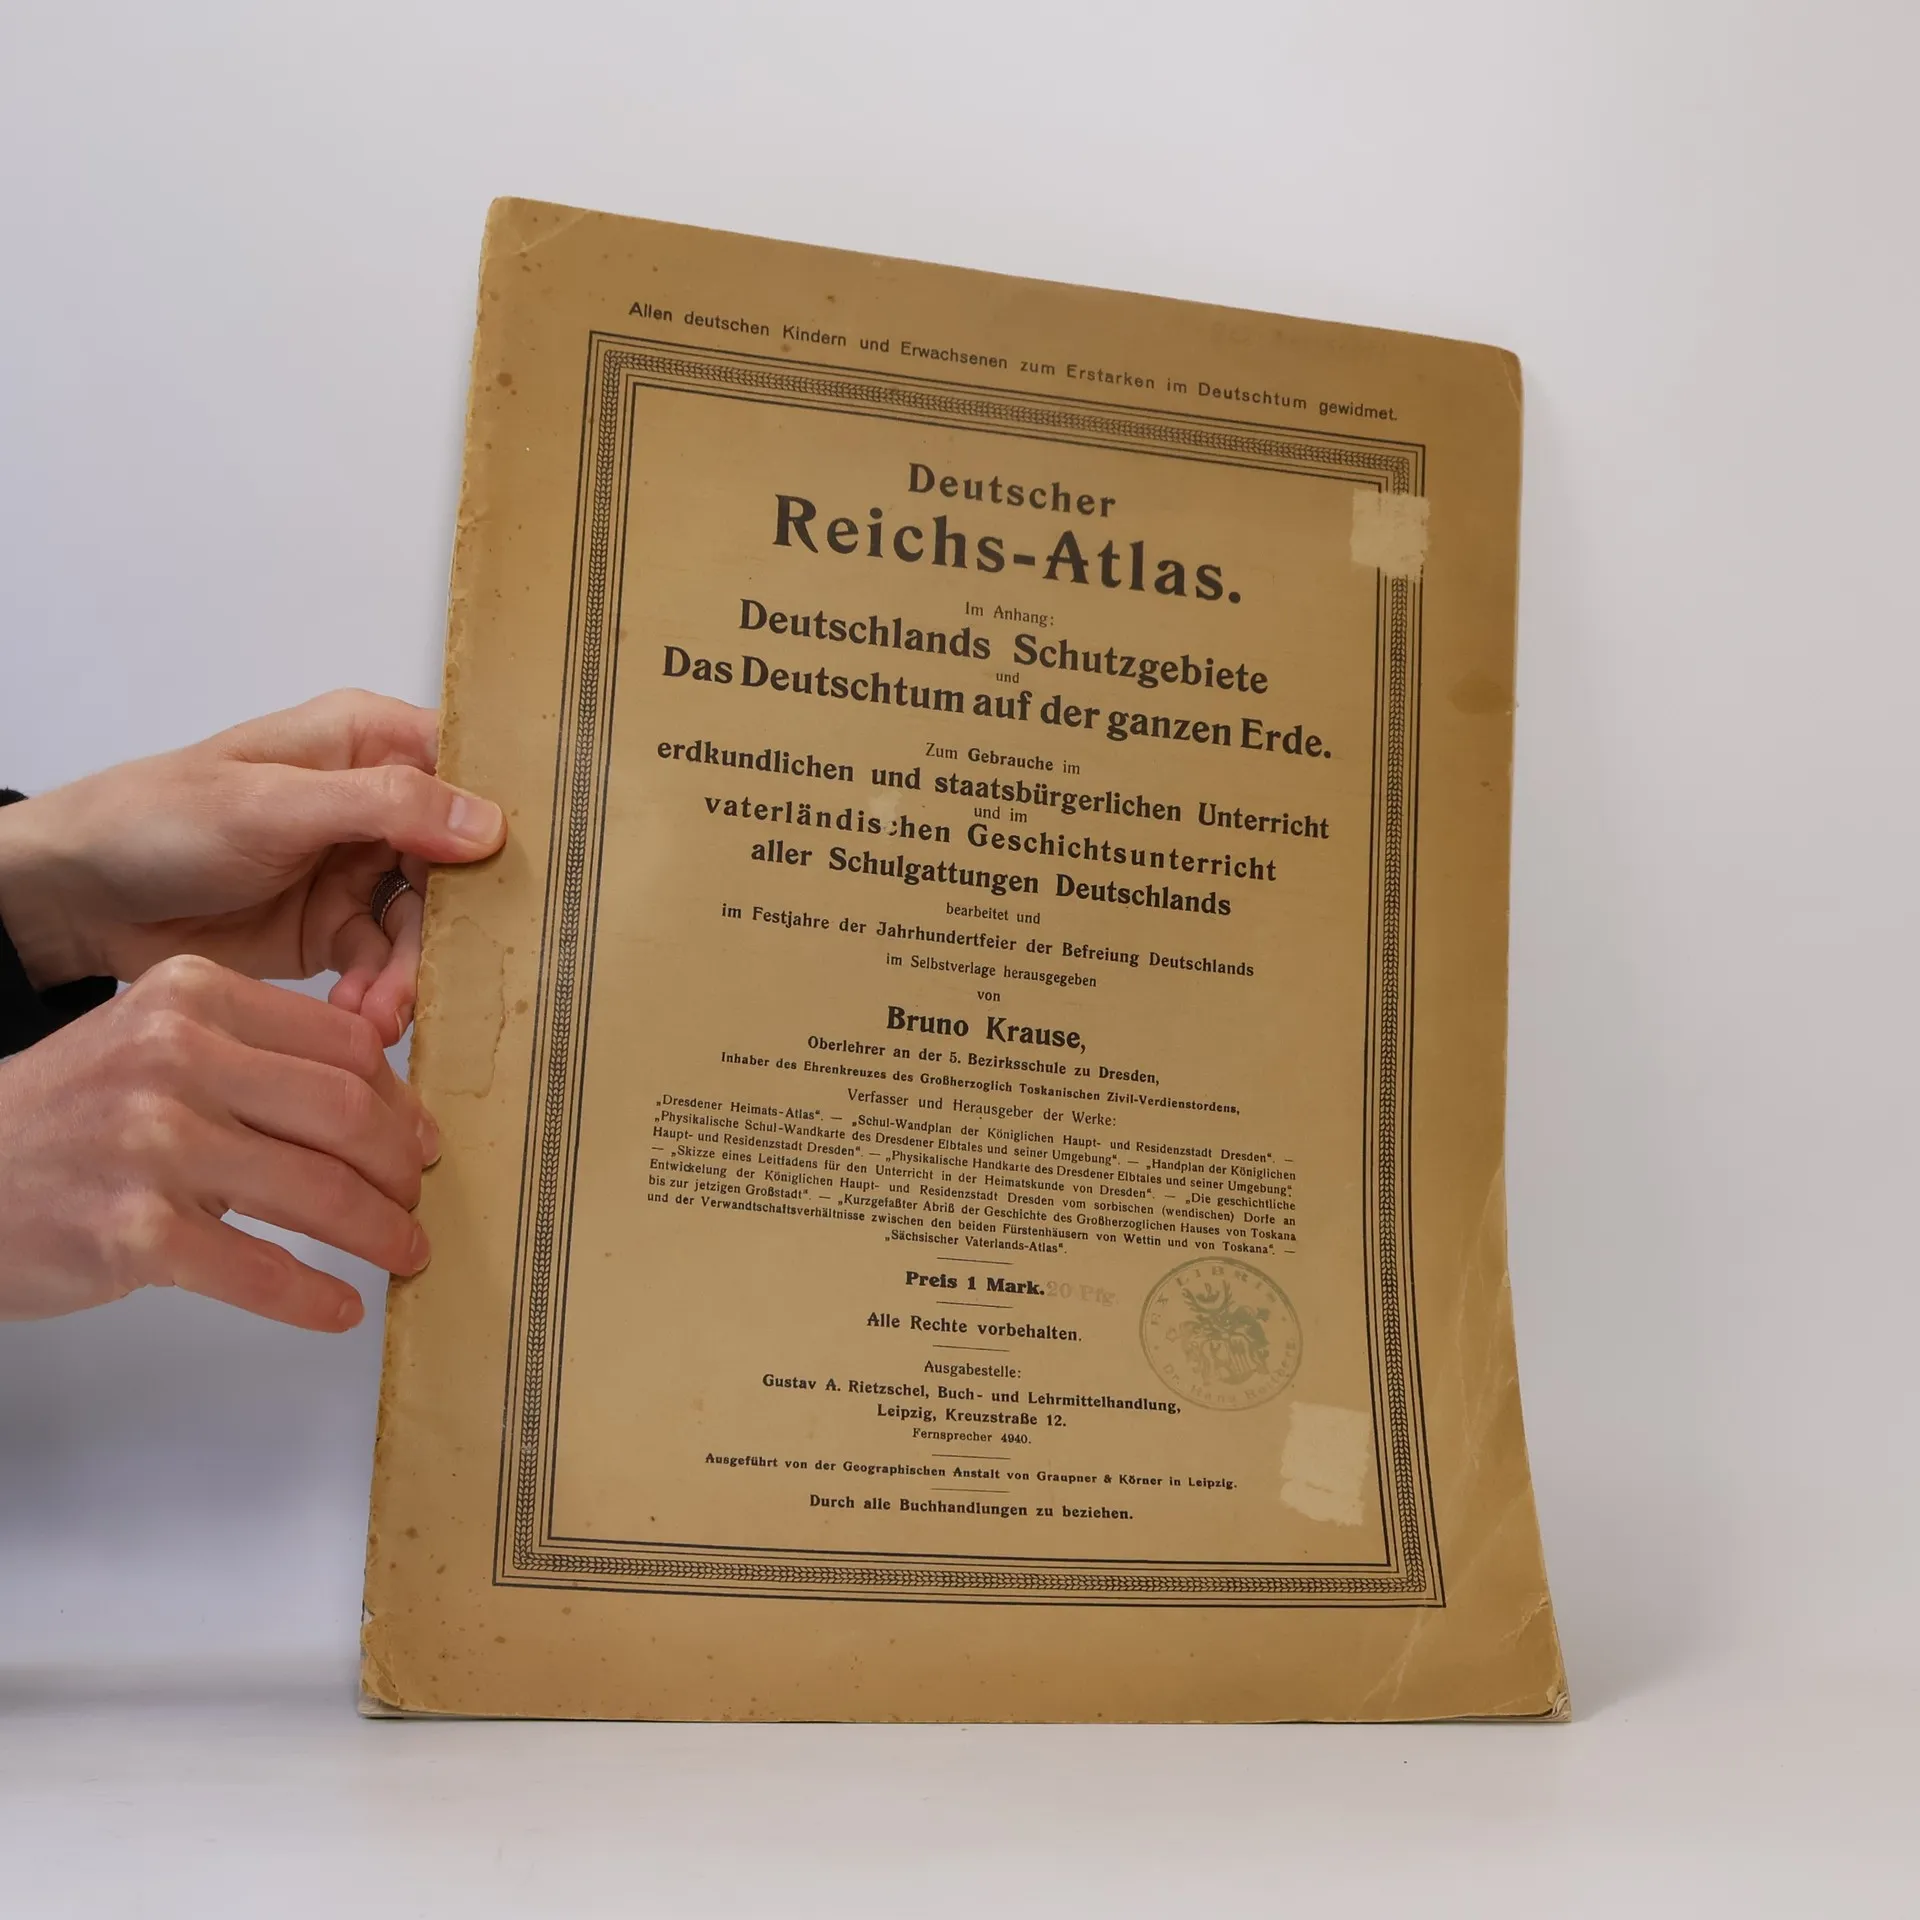 Allen deutschen Kindern und Erwachsenen zum Erstarken im Deutschtum gewidmet.
Deutscher
Reichs-Atlas.
Im Anhang:
Deutschlands Schutzgebiete
und
Das Deutschtum auf der ganzen Erde.
Zum Gebrauche im
erdkundlichen und staatsbürgerlichen Unterricht
und im
vaterländischen Geschichtsunterricht
aller Schulgattungen Deutschlands
bearbeitet und
im Festjahre der Jahrhundertfeier der Befreiung Deutschlands
im Selbstverlage herausgegeben
von
Bruno Krause,
Oberlehrer an der 5. Bezirksschule zu Dresden,
Inhaber des Ehrenkreuzes des Großherzoglich Toskanischen Zivil-Verdienstordens,
Verfasser und Herausgeber der Werke:
„Dresdener Heimats-Atlas“. — „Schul-Wandplan der Königlichen Haupt- und Residenzstadt Dresden“. —
„Physikalische Schul-Wandkarte des Dresdener Elbtales und seiner Umgebung“. — „Handplan der Königlichen
Haupt- und Residenzstadt Dresden“. — „Physikalische Handkarte des Dresdener Elbtales und seiner Umgebung“.
— „Skizze eines Leitfadens für den Unterricht in der Heimatskunde von Dresden“. — „Die geschichtliche
Entwickelung der Königlichen Haupt- und Residenzstadt Dresden vom sorbischen (wendischen) Dorfe an
bis zur jetzigen Großstadt“. — „Kurzgefaßter Abriß der Geschichte des Großherzoglichen Hauses von Toskana
und der Verwandtschaftsverhältnisse zwischen den beiden Fürstenhäusern von Wettin und von Toskana“. —
„Sächsischer Vaterlands-Atlas“.
Preis 1 Mark. 20 Pfg.
Alle Rechte vorbehalten.
EX LIBRIS
Dr. Hans
Ausgabestelle:
Gustav A. Rietzschel, Buch- und Lehrmittelhandlung,
Leipzig, Kreuzstraße 12.
Fernsprecher 4940.
Ausgeführt von der Geographischen Anstalt von Graupner & Körner in Leipzig.
Durch alle Buchhandlungen zu beziehen.